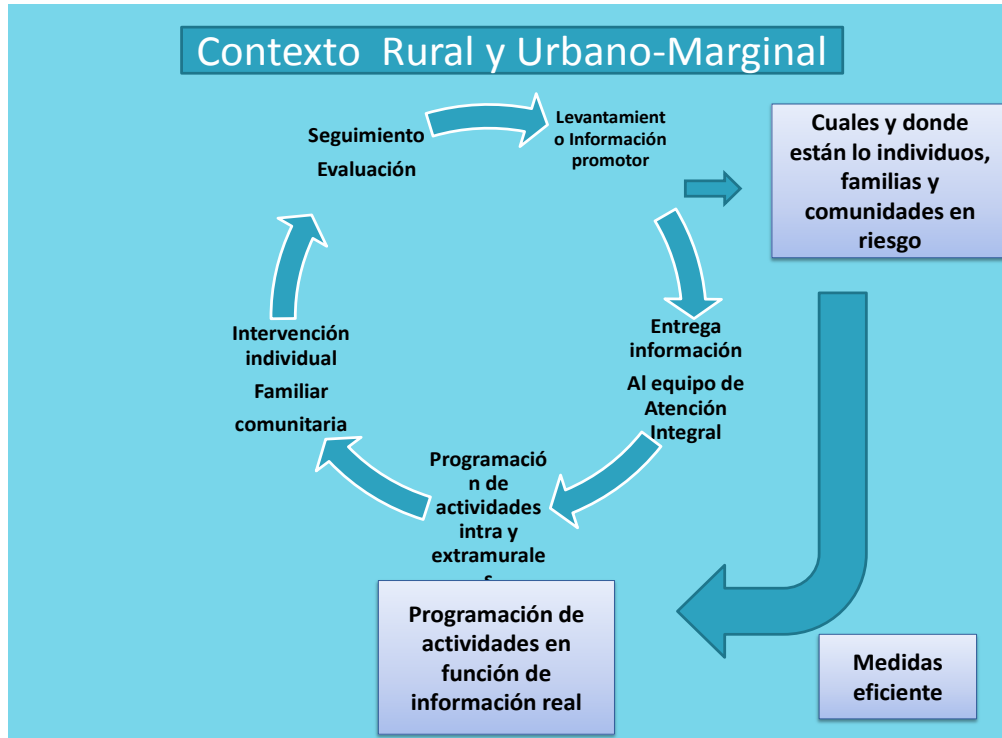 Contexto Rural y Urbano-Marginal
Levantamient
o Información
promotor
Cuales y donde
están lo individuos,
familias y
comunidades en
riesgo
Entrega
información
Al equipo de
Atención
Integral
Programació
n de
actividades
intra y
extramurale
s
Intervención
individual
Familiar
comunitaria
Seguimiento
Evaluación
Programación de
actividades en
función de
información real
Medidas
eficiente